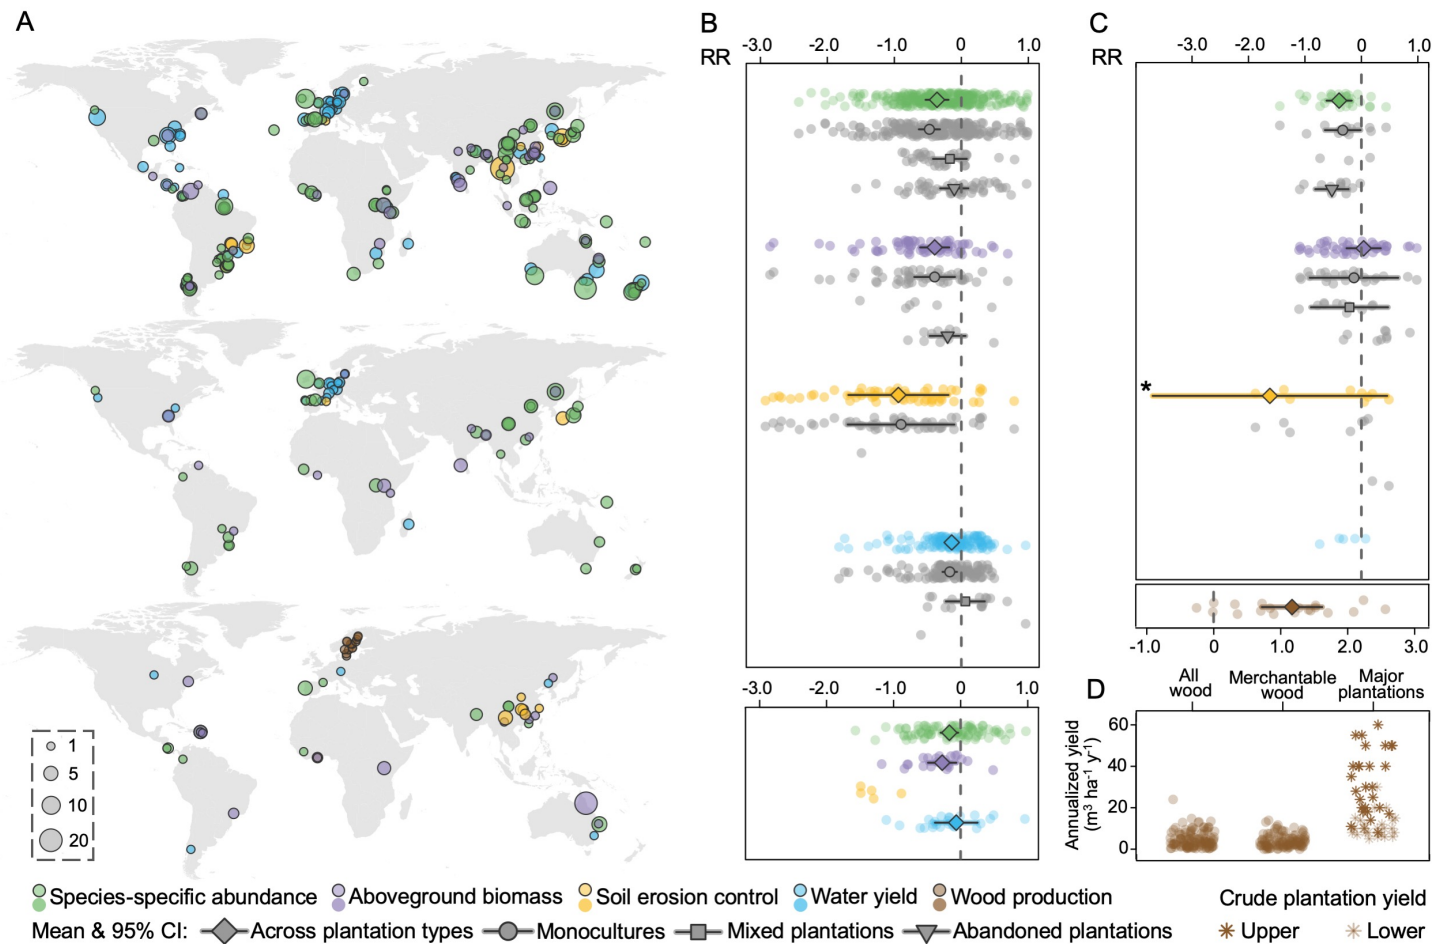 A
B
C
RR
-3.0 -2.0 -1.0 0 1.0
RR
-3.0 -2.0 -1.0 0 1.0
*
-1.0 0 1.0 2.0 3.0
-3.0 -2.0 -1.0 0 1.0
D
All wood
Merchantable wood
Major plantations
Annualized yield
(m³ ha⁻¹ yr⁻¹)
60
40
20
0
1
5
10
20
Species-specific abundance Aboveground biomass Soil erosion control Water yield Wood production Crude plantation yield
Mean & 95% CI: Across plantation types Monocultures Mixed plantations Abandoned plantations Upper Lower